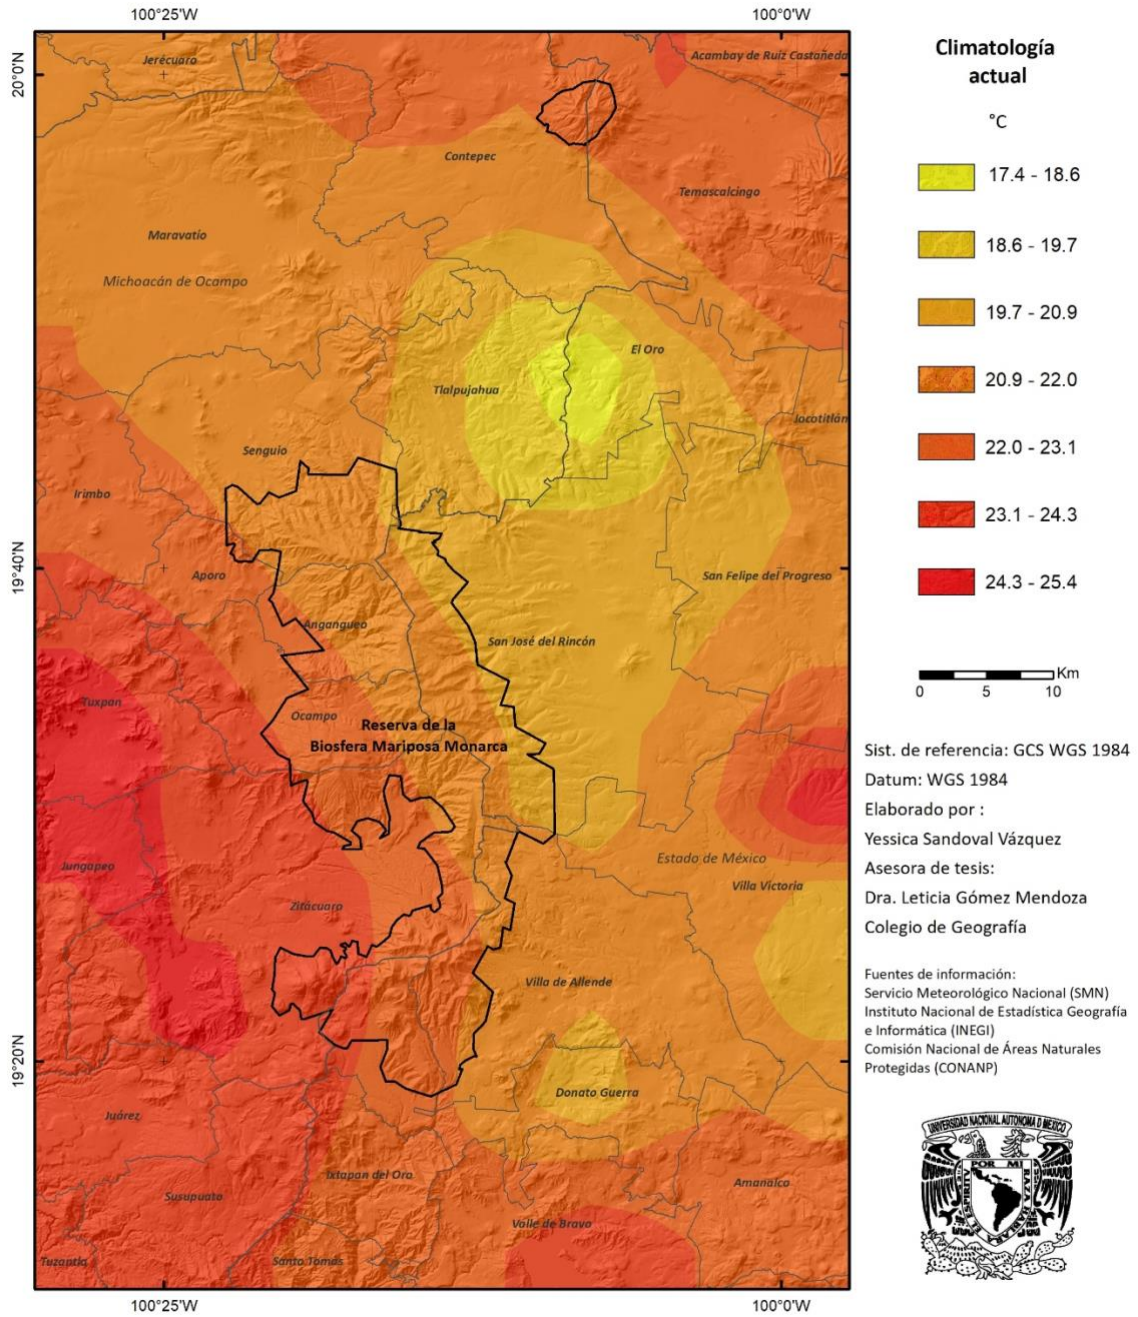 100°25'W
100°0'W
20°0'N
19°40'N
19°20'N
Jerécuaro
Acambay de Ruiz Castañeda
Contepec
Temascalcingo
Maravatío
Michoacán de Ocampo
El Oro
Tlalpujahua
Jocotitlán
Senguio
Irimbo
Aporo
San Felipe del Progreso
Angangueo
San José del Rincón
Tuxpan
Ocampo
Reserva de la
Biosfera Mariposa Monarca
Jungapeo
Estado de México
Villa Victoria
Zitácuaro
Villa de Allende
Donato Guerra
Juárez
Ixtapan del Oro
Amanalco
Susupuato
Valle de Bravo
Tuzantla
Santo Tomás
100°25'W
100°0'W
Climatología
actual
°C
17.4 - 18.6
18.6 - 19.7
19.7 - 20.9
20.9 - 22.0
22.0 - 23.1
23.1 - 24.3
24.3 - 25.4
Km
0 5 10
Sist. de referencia: GCS WGS 1984
Datum: WGS 1984
Elaborado por :
Yessica Sandoval Vázquez
Asesora de tesis:
Dra. Leticia Gómez Mendoza
Colegio de Geografía
Fuentes de información:
Servicio Meteorológico Nacional (SMN)
Instituto Nacional de Estadística Geografía
e Informática (INEGI)
Comisión Nacional de Áreas Naturales
Protegidas (CONANP)
UNIVERSIDAD NACIONAL AUTONOMA D MEXICO
POR MI
RAZA HABLARA
EL ESPIRITU